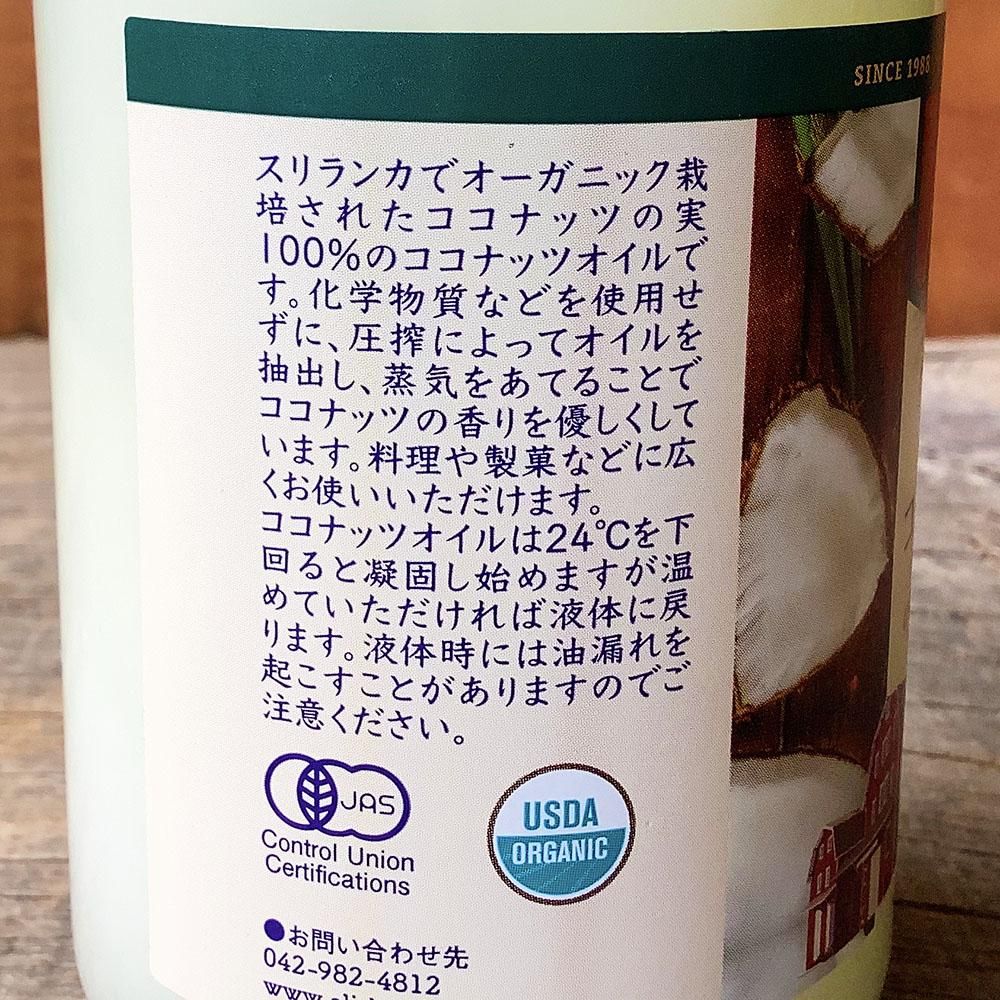 SINCE 1988
スリランカでオーガニック栽
培されたココナッツの実
100%のココナッツオイルで
す。化学物質などを使用せ
ずに、圧搾によってオイルを
抽出し、蒸気をあてることで
ココナッツの香りを優しくして
います。料理や製菓などに広
くお使いいただけます。
ココナッツオイルは24℃を下
回ると凝固し始めますが温
めていただければ液体に戻
ります。液体時には油漏れを
起こすことがありますのでご
注意ください。
JAS
Control Union
Certifications
USDA
ORGANIC
●お問い合わせ先
042-982-4812